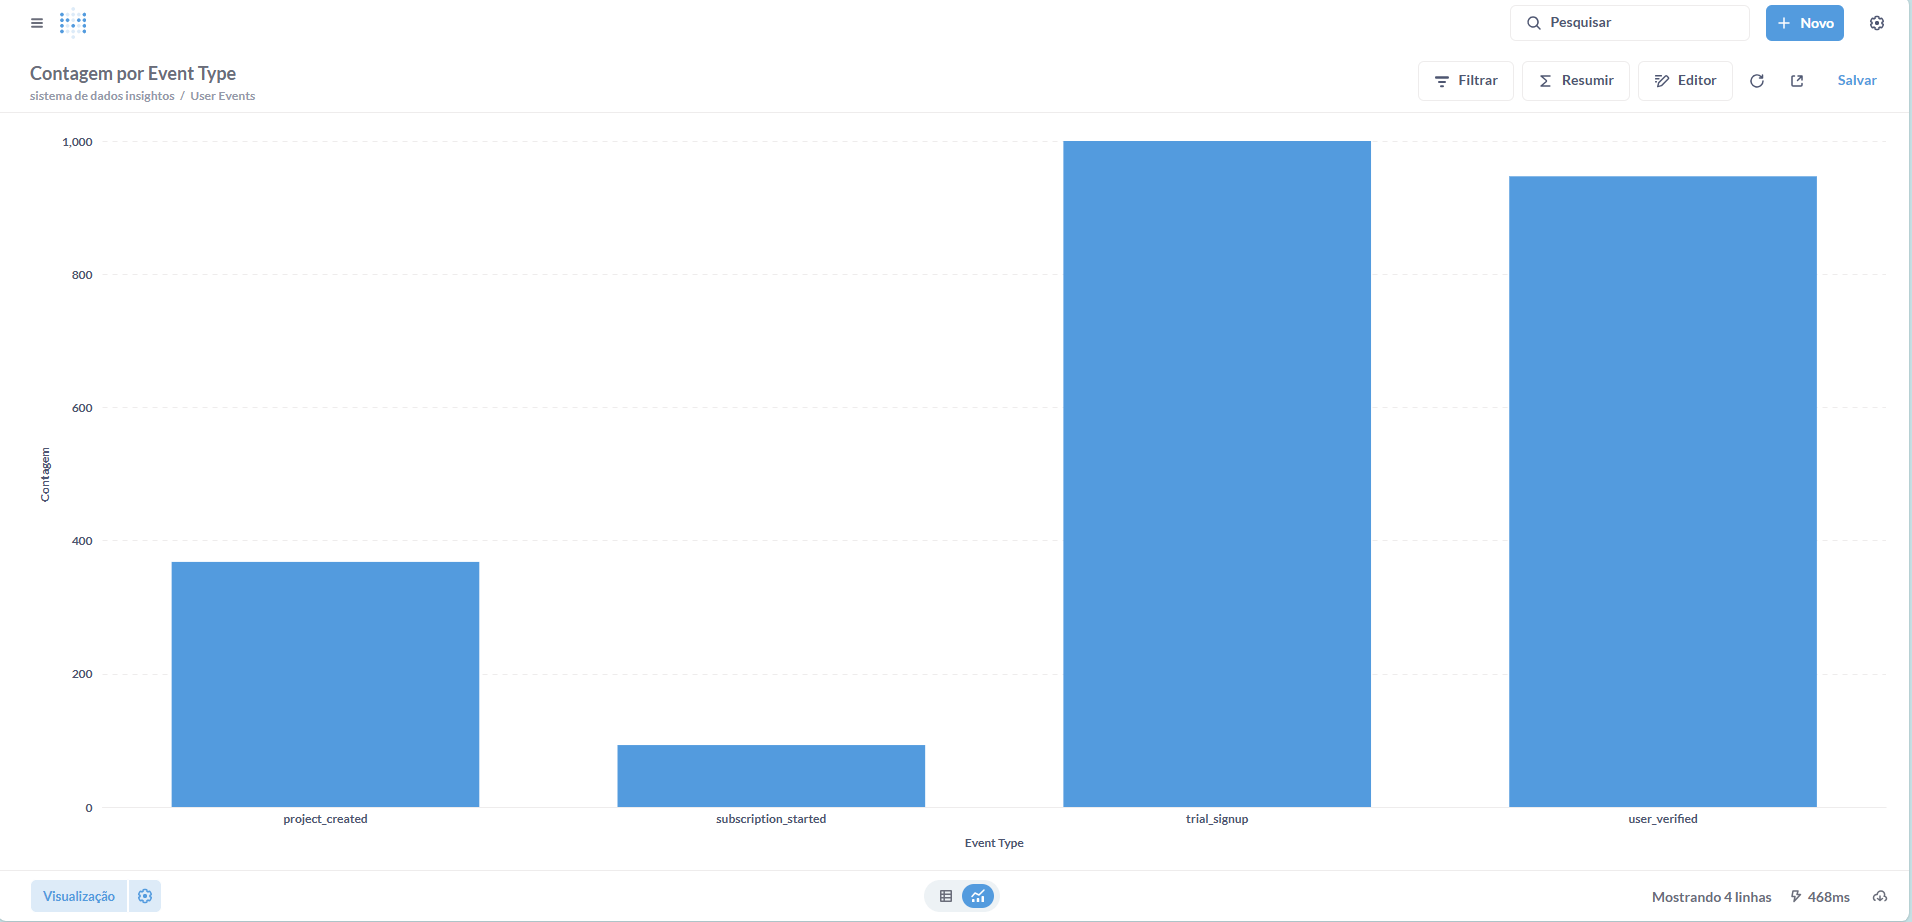 Pesquisar
Novo
Contagem por Event Type
sistema de dados insightos / User Events
Filtrar
Resumir
Editor
Salvar
1,000
800
600
400
200
0
Contagem
project_created
subscription_started
trial_signup
user_verified
Event Type
Visualização
Mostrando 4 linhas
468ms